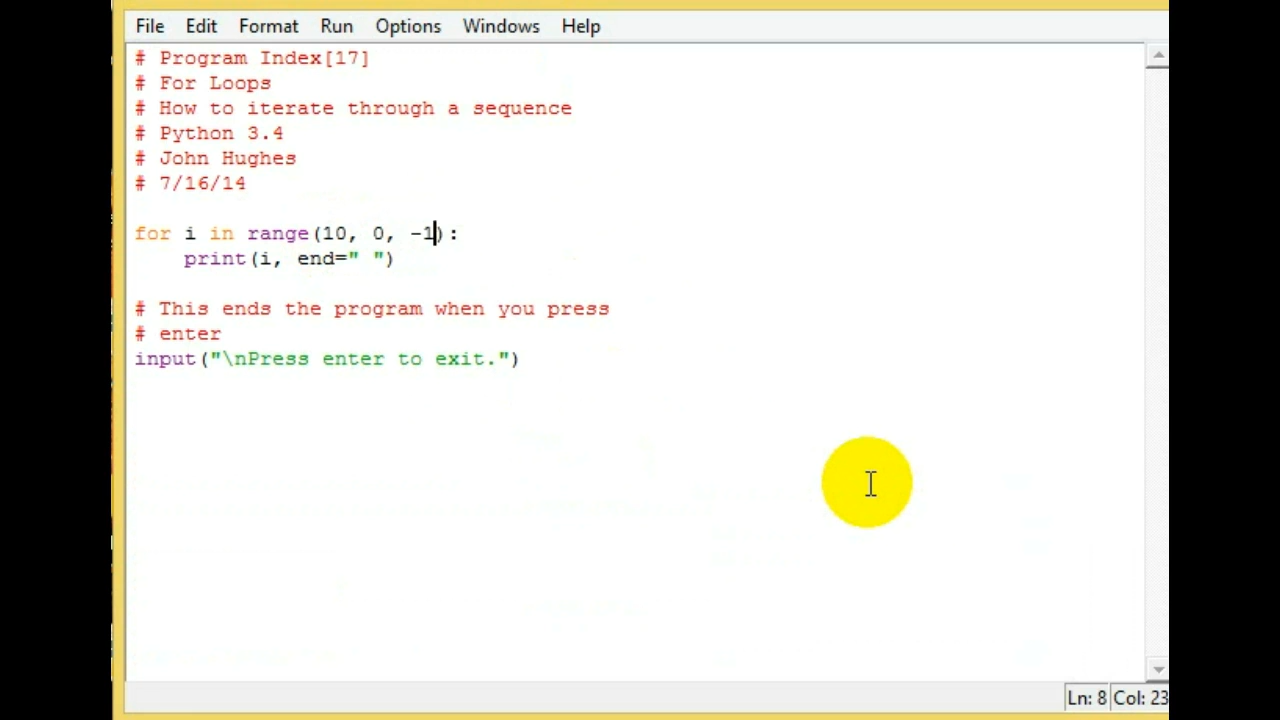 File Edit Format Run Options Windows Help
# Program Index[17]
# For Loops
# How to iterate through a sequence
# Python 3.4
# John Hughes
# 7/16/14
for i in range(10, 0, -1):
    print(i, end=" ")
# This ends the program when you press
# enter
input("\nPress enter to exit.")
Ln: 8 Col: 23